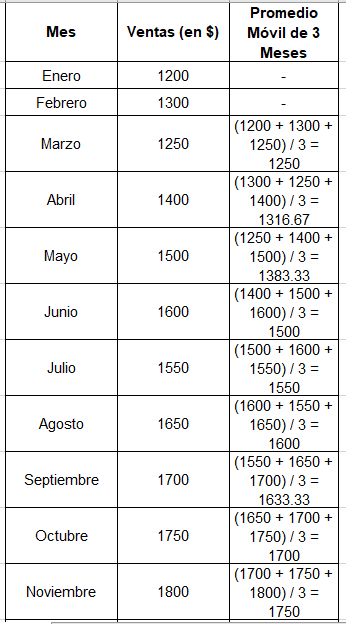 Mes Ventas (en $) Promedio
Móvil de 3
Meses
Enero 1200 -
Febrero 1300 -
Marzo 1250 (1200 + 1300 +
1250) / 3 =
1250
Abril 1400 (1300 + 1250 +
1400) / 3 =
1316.67
Mayo 1500 (1250 + 1400 +
1500) / 3 =
1383.33
Junio 1600 (1400 + 1500 +
1600) / 3 =
1500
Julio 1550 (1500 + 1600 +
1550) / 3 =
1550
Agosto 1650 (1600 + 1550 +
1650) / 3 =
1600
Septiembre 1700 (1550 + 1650 +
1700) / 3 =
1633.33
Octubre 1750 (1650 + 1700 +
1750) / 3 =
1700
Noviembre 1800 (1700 + 1750 +
1800) / 3 =
1750